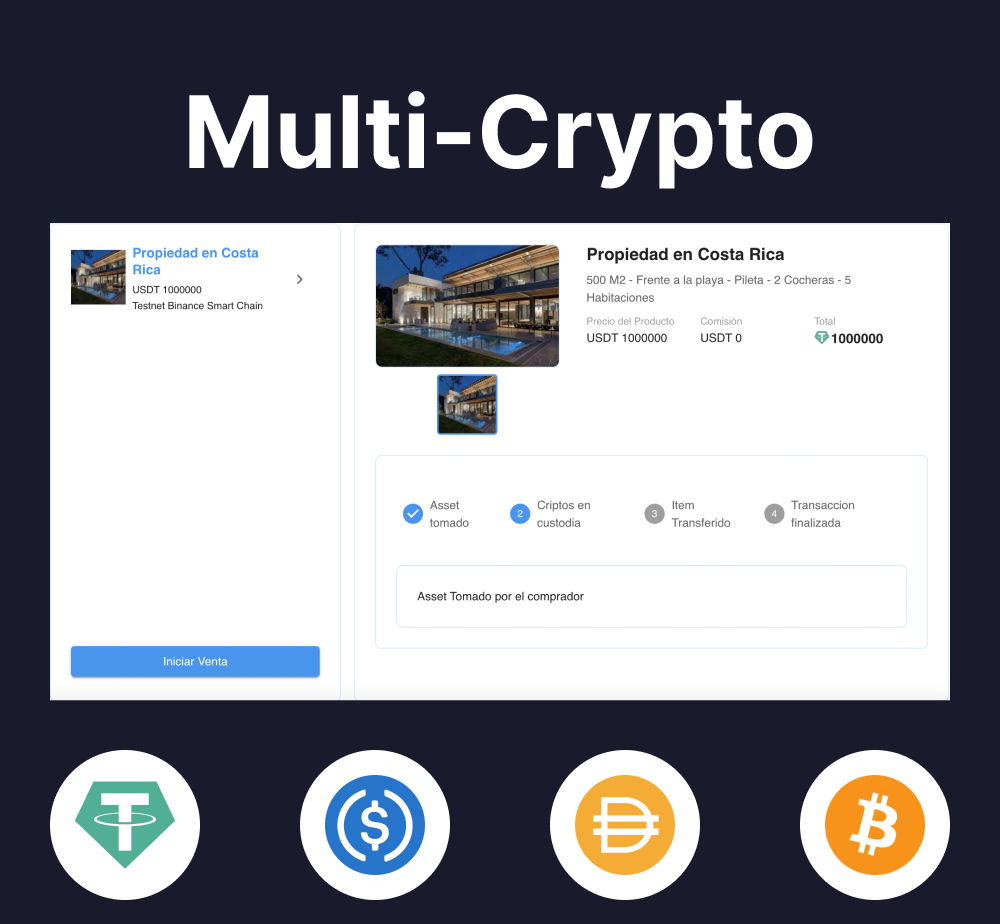 Multi-Crypto
Propiedad en Costa
Rica
USDT 1000000
Testnet Binance Smart Chain
Iniciar Venta
Propiedad en Costa Rica
500 M2 - Frente a la playa - Pileta - 2 Cocheras - 5
Habitaciones
Precio del Producto
USDT 1000000
Comisión
USDT 0
Total
1000000
Asset
tomado
2
Criptos en
custodia
3
Item
Transferido
4
Transaccion
finalizada
Asset Tomado por el comprador